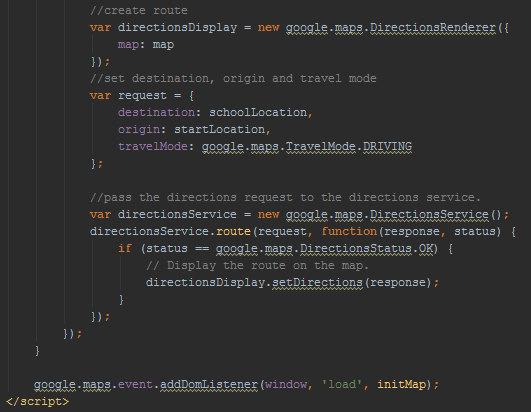 //create route
var directionsDisplay = new google.maps.DirectionsRenderer({
    map: map
});
//set destination, origin and travel mode
var request = {
    destination: schoolLocation,
    origin: startLocation,
    travelMode: google.maps.TravelMode.DRIVING
};

//pass the directions request to the directions service.
var directionsService = new google.maps.DirectionsService();
directionsService.route(request, function(response, status) {
    if (status == google.maps.DirectionsStatus.OK) {
        // Display the route on the map.
        directionsDisplay.setDirections(response);
    }
});
});
}

google.maps.event.addDomListener(window, 'load', initMap);
</script>